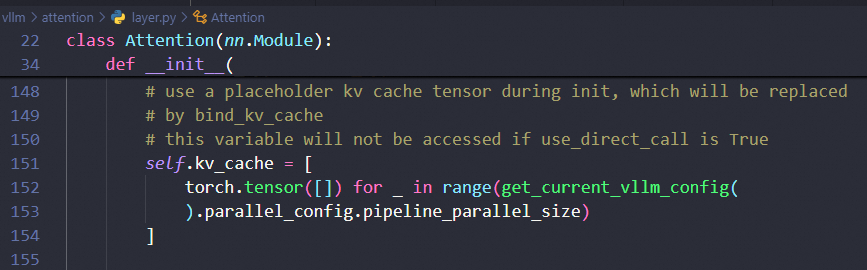 vllm > attention > layer.py > Attention
22 class Attention(nn.Module):
34 def __init__(
148 # use a placeholder kv cache tensor during init, which will be replaced
149 # by bind_kv_cache
150 # this variable will not be accessed if use_direct_call is True
151 self.kv_cache = [
152 torch.tensor([]) for _ in range(get_current_vllm_config(
153 ).parallel_config.pipeline_parallel_size)
154 ]
155